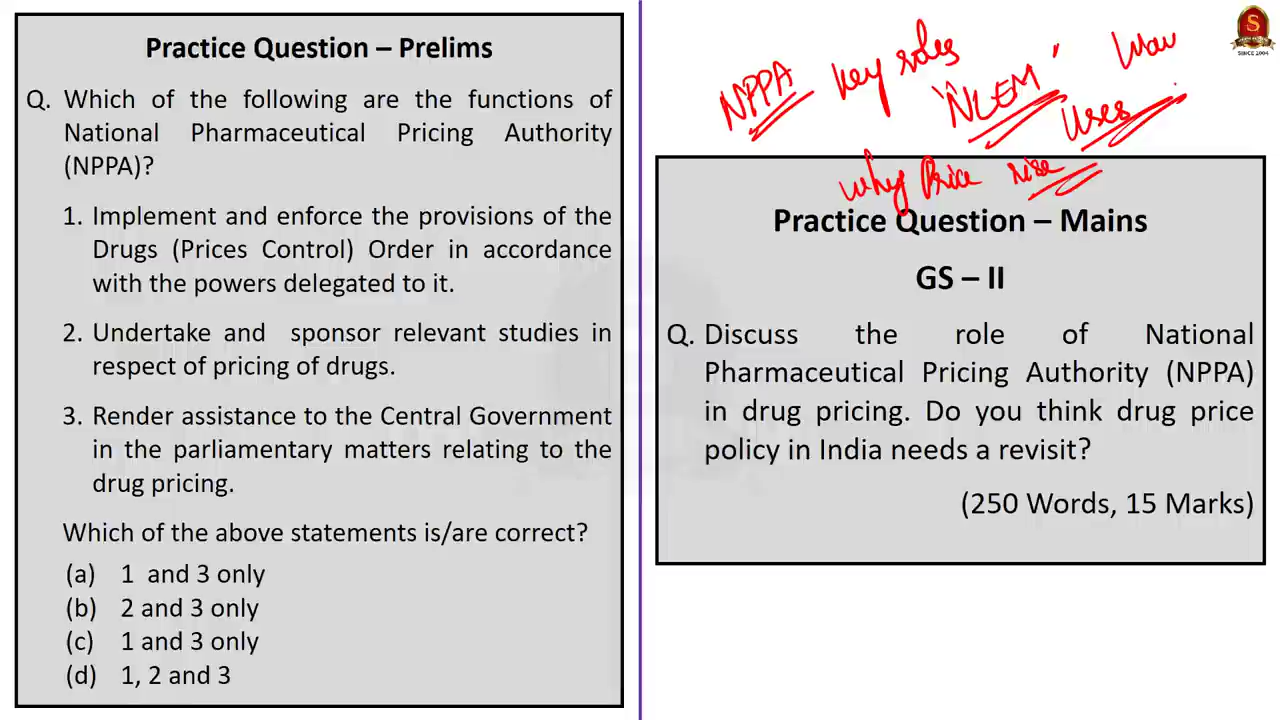 Practice Question – Prelims
Q. Which of the following are the functions of
National Pharmaceutical Pricing Authority
(NPPA)?
1. Implement and enforce the provisions of the
Drugs (Prices Control) Order in accordance
with the powers delegated to it.
2. Undertake and sponsor relevant studies in
respect of pricing of drugs.
3. Render assistance to the Central Government
in the parliamentary matters relating to the
drug pricing.
Which of the above statements is/are correct?
(a) 1 and 3 only
(b) 2 and 3 only
(c) 1 and 3 only
(d) 1, 2 and 3
NPPA key roles
"NLEM"
Uses
why Price rise
S
SINCE 2004
Practice Question – Mains
GS – II
Q. Discuss the role of National
Pharmaceutical Pricing Authority (NPPA)
in drug pricing. Do you think drug price
policy in India needs a revisit?
(250 Words, 15 Marks)